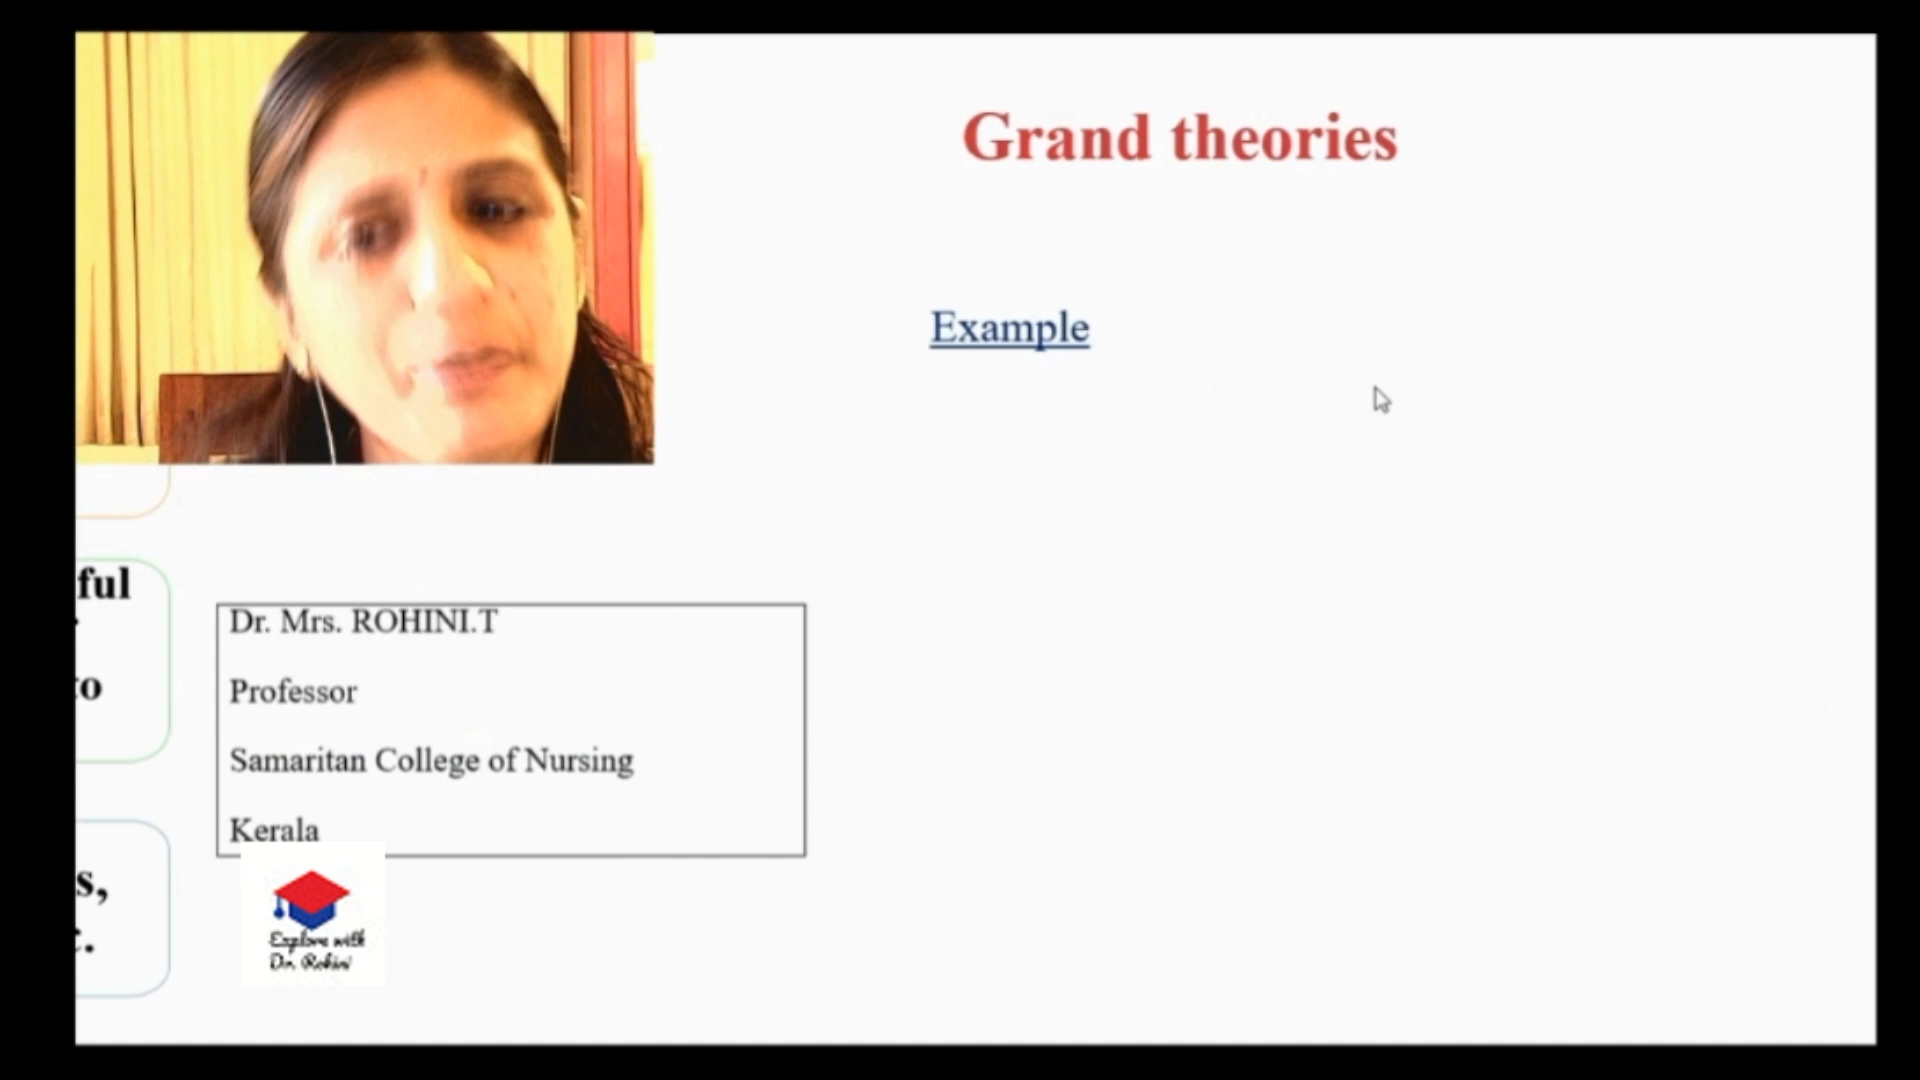 Grand theories
Example
ful
to
Dr. Mrs. ROHINI.T
Professor
Samaritan College of Nursing
Kerala
s,
Explore with
Dr. Rohini